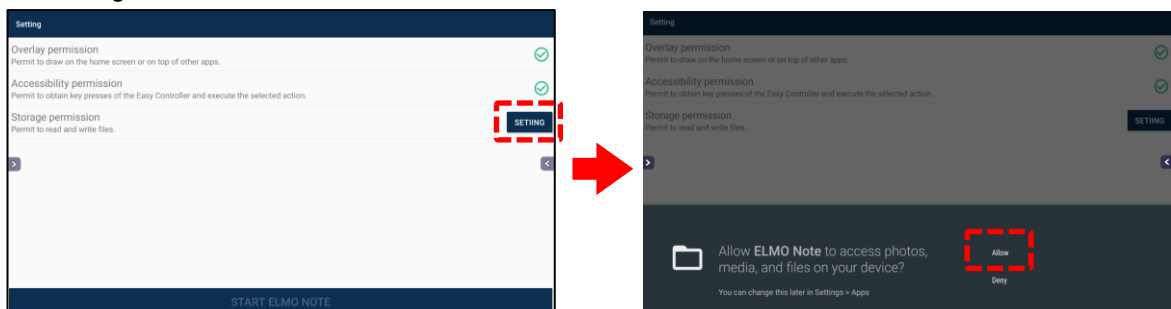 Setting
Overlay permission
Permit to draw on the home screen or on top of other apps.
Accessibility permission
Permit to obtain key presses of the Easy Controller and execute the selected action.
Storage permission
Permit to read and write files.
SETIING
START ELMO NOTE
Setting
Overlay permission
Permit to draw on the home screen or on top of other apps.
Accessibility permission
Permit to obtain key presses of the Easy Controller and execute the selected action.
Storage permission
Permit to read and write files.
SETIING
Allow ELMO Note to access photos,
media, and files on your device?
You can change this later in Settings > Apps
Allow
Deny